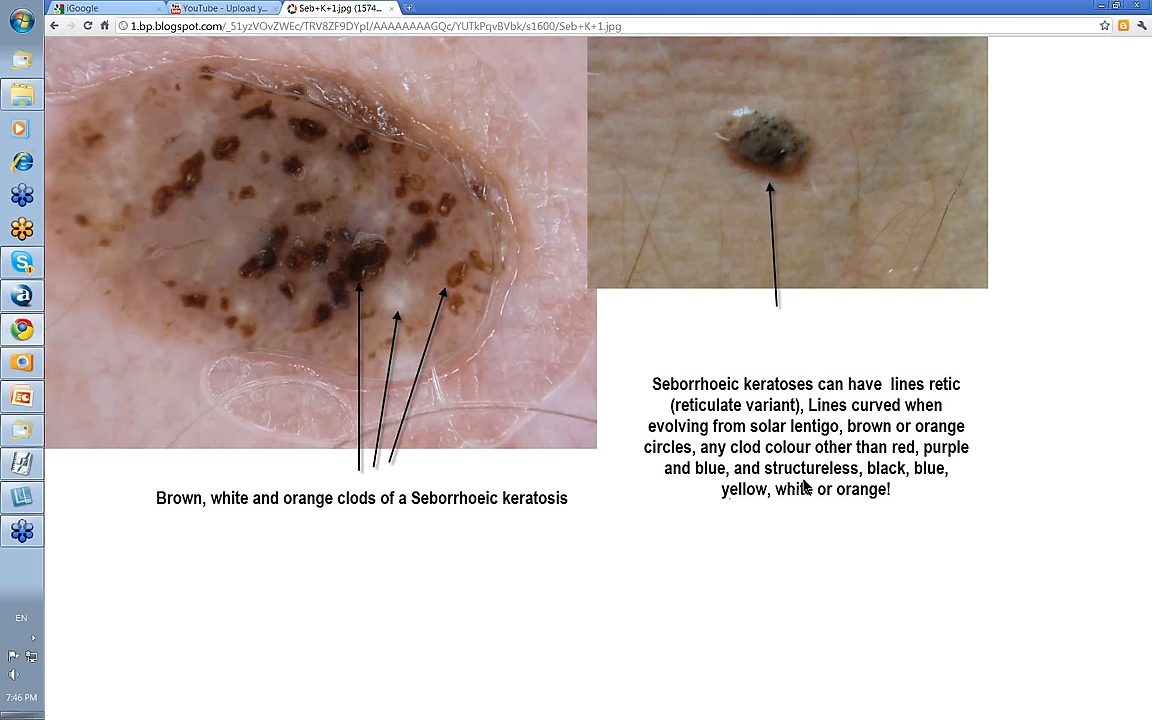 iGoogle
YouTube - Upload y...
Seb+K+1.jpg (1574...
1.bp.blogspot.com/_51yzVOvZWEc/TRV8ZF9DYpI/AAAAAAAAGQc/YUTkPqvBVbk/s1600/Seb+K+1.jpg
Seborrhoeic keratoses can have lines retic
(reticulate variant), Lines curved when
evolving from solar lentigo, brown or orange
circles, any clod colour other than red, purple
and blue, and structureless, black, blue,
yellow, white or orange!
Brown, white and orange clods of a Seborrhoeic keratosis
EN
7:46 PM